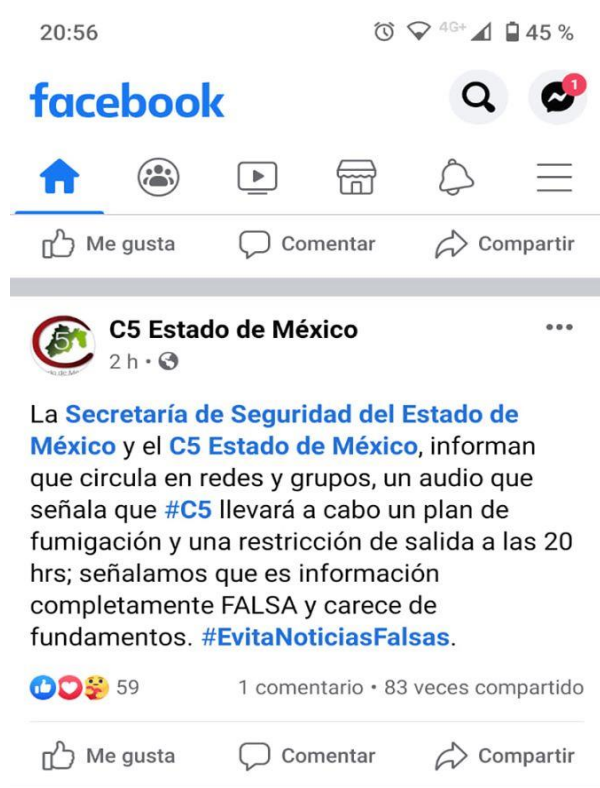 20:56 4G+ 45 %
facebook
1
Me gusta Comentar Compartir
C5 Estado de México
5
2 h •
La Secretaría de Seguridad del Estado de
México y el C5 Estado de México, informan
que circula en redes y grupos, un audio que
señala que #C5 llevará a cabo un plan de
fumigación y una restricción de salida a las 20
hrs; señalamos que es información
completamente FALSA y carece de
fundamentos. #EvitaNoticiasFalsas.
59 1 comentario • 83 veces compartido
Me gusta Comentar Compartir